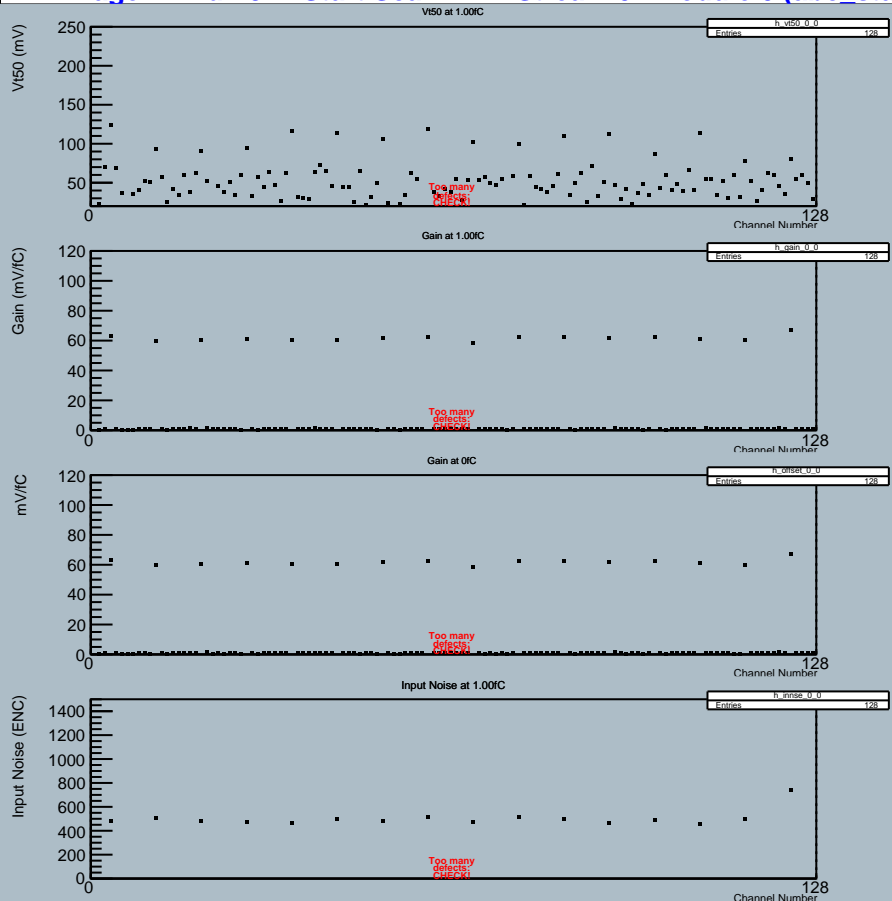 Vt50 at 1.00fC
h_vt50_0_0
Entries 128
Vt50 (mV)
250
200
150
100
50
0
128
Channel Number
Too many
defects:
CHECK!
Gain at 1.00fC
h_gain_0_0
Entries 128
Gain (mV/fC)
120
100
80
60
40
20
0
0
128
Channel Number
Too many
defects:
CHECK!
Gain at 0fC
h_offset_0_0
Entries 128
mV/fC
120
100
80
60
40
20
0
0
128
Channel Number
Too many
defects:
CHECK!
Input Noise at 1.00fC
h_innse_0_0
Entries 128
Input Noise (ENC)
1400
1200
1000
800
600
400
200
0
0
128
Channel Number
Too many
defects:
CHECK!